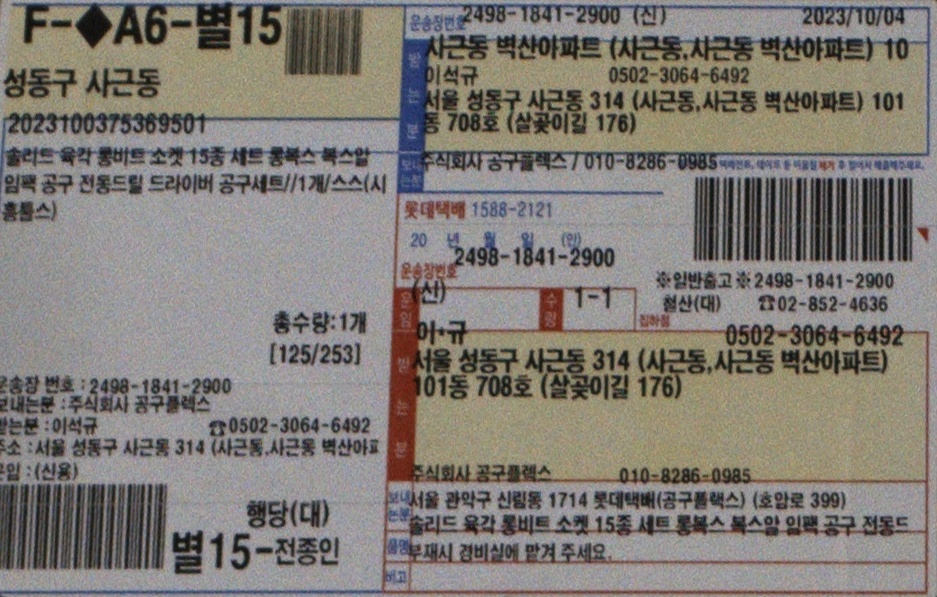 F-◆A6-별15
성동구 사근동
2023100375369501
솔리드 육각 롱비트 소켓 15종 세트 롱복스 복스알
임팩 공구 전동드릴 드라이버 공구세트//1개/스스(시
흥툴스)
총수량:1개
[125/253]
운송장 번호 : 2498-1841-2900
보내는분 : 주식회사 공구플렉스
받는분 : 이석규 ☎0502-3064-6492
주소 : 서울 성동구 사근동 314 (사근동,사근동 벽산아파
운임 : (신용)
행당(대)
별15-전종인
운송장번호 2498-1841-2900 (신) 2023/10/04
사근동 벽산아파트 (사근동,사근동 벽산아파트) 10
이석규 0502-3064-6492
서울 성동구 사근동 314 (사근동,사근동 벽산아파트) 101
동 708호 (살곶이길 176)
주식회사 공구플렉스 / 010-8286-0985
롯데택배 1588-2121
20 년 월 일 (인)
운송장번호 2498-1841-2900
(신)
수량 1-1
집하점
※일반출고※2498-1841-2900
철산(대) ☎02-852-4636
이*규 0502-3064-6492
서울 성동구 사근동 314 (사근동,사근동 벽산아파트)
101동 708호 (살곶이길 176)
주식회사 공구플렉스 010-8286-0985
보내는분 서울 관악구 신림동 1714 롯데택배(공구플랙스) (호암로 399)
솔리드 육각 롱비트 소켓 15종 세트 롱복스 복스알 임팩 공구 전동드
품명 부재시 경비실에 맡겨 주세요.
비고